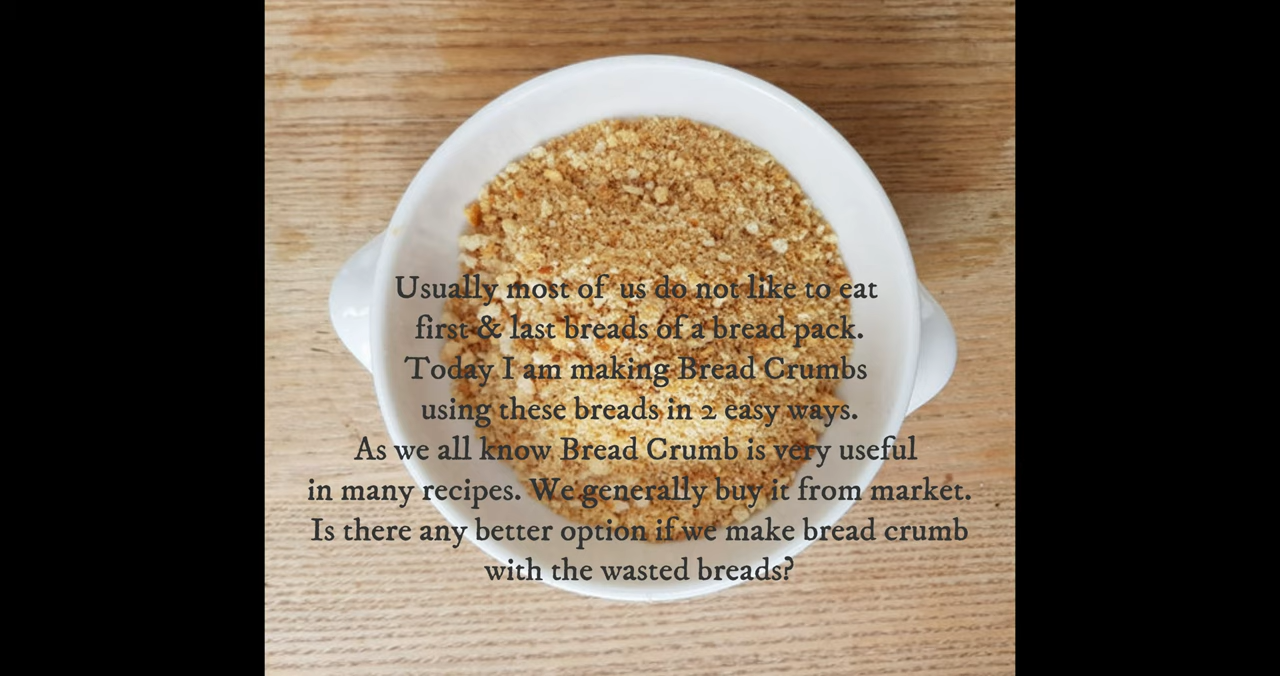 Usually most of us do not like to eat
first & last breads of a bread pack.
Today I am making Bread Crumbs
using these breads in 2 easy ways.
As we all know Bread Crumb is very useful
in many recipes. We generally buy it from market.
Is there any better option if we make bread crumb
with the wasted breads?